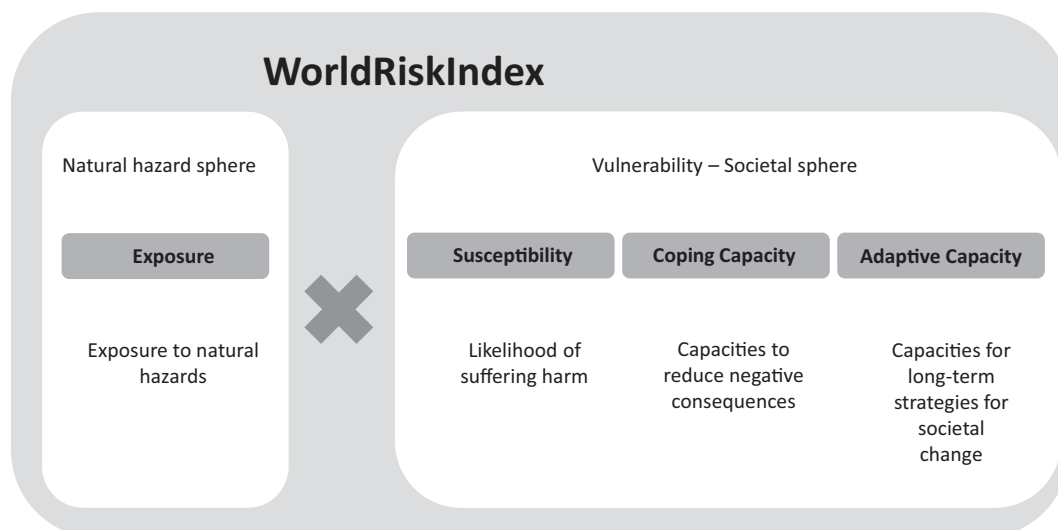 WorldRiskIndex
Natural hazard sphere
Exposure
Exposure to natural
hazards
Vulnerability – Societal sphere
Susceptibility
Likelihood of
suffering harm
Coping Capacity
Capacities to
reduce negative
consequences
Adaptive Capacity
Capacities for
long-term
strategies for
societal
change